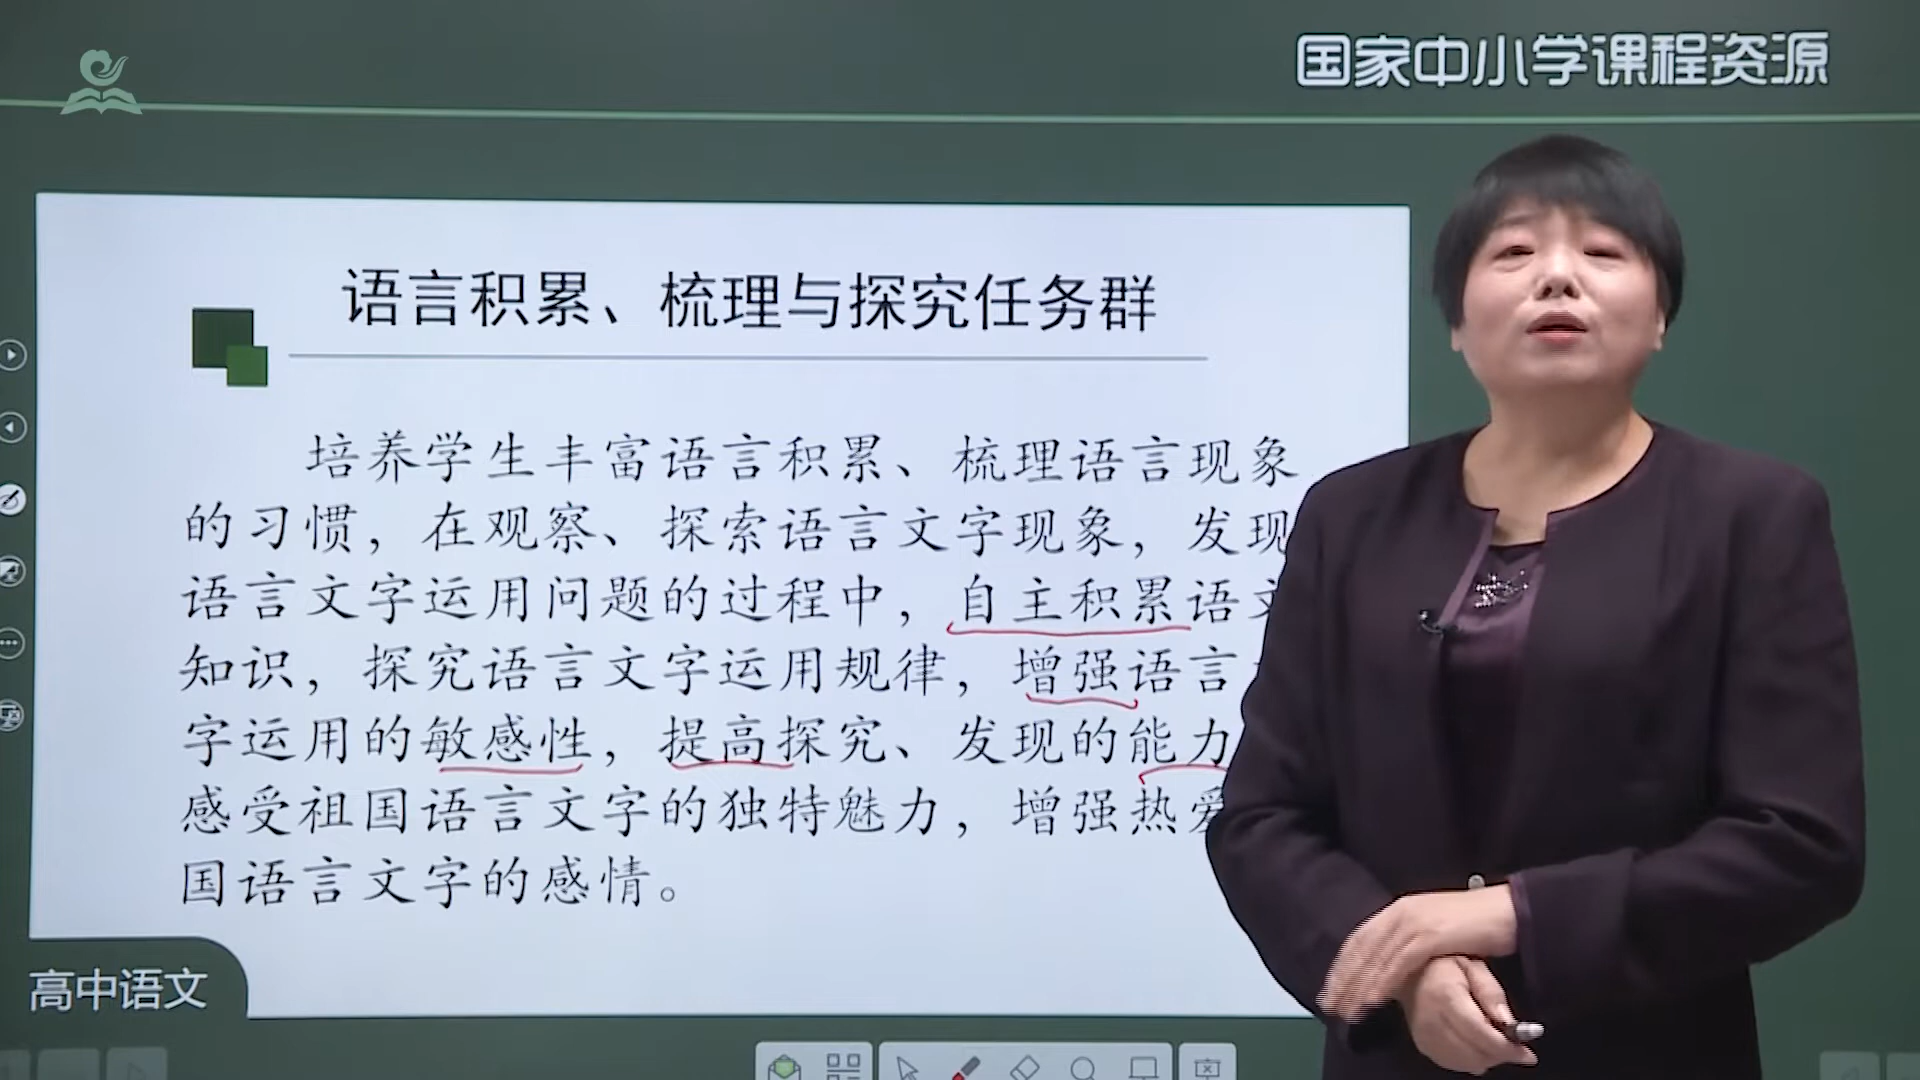 国家中小学课程资源
语言积累、梳理与探究任务群
培养学生丰富语言积累、梳理语言现象
的习惯，在观察、探索语言文字现象，发现
语言文字运用问题的过程中，自主积累语文
知识，探究语言文字运用规律，增强语言
字运用的敏感性，提高探究、发现的能力
感受祖国语言文字的独特魅力，增强热爱
国语言文字的感情。
高中语文